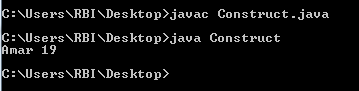 C:\Users\RBI\Desktop>javac Construct.java
C:\Users\RBI\Desktop>java Construct
Amar 19
C:\Users\RBI\Desktop>